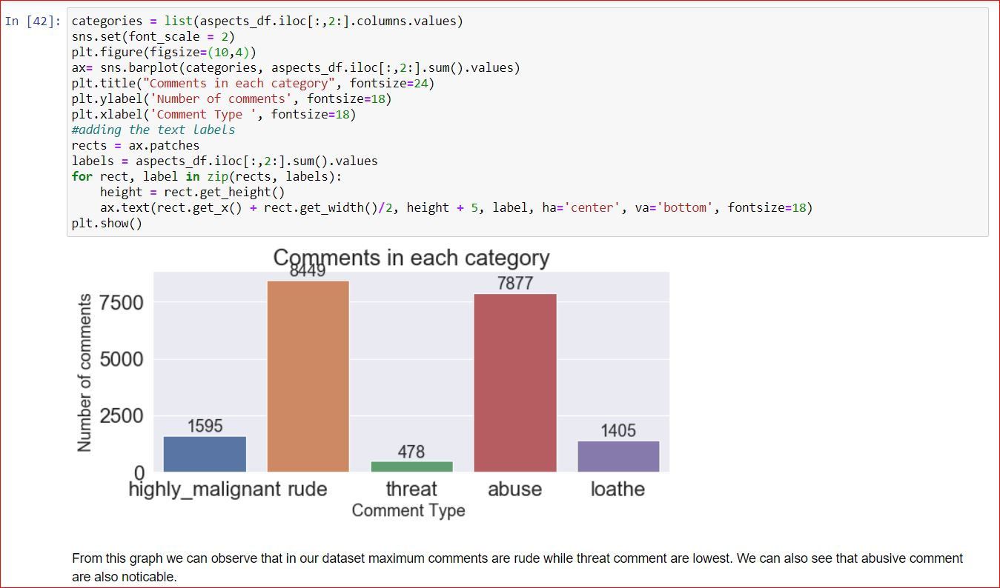 In [42]: categories = list(aspects_df.iloc[:,2:].columns.values)
sns.set(font_scale = 2)
plt.figure(figsize=(10,4))
ax= sns.barplot(categories, aspects_df.iloc[:,2:].sum().values)
plt.title("Comments in each category", fontsize=24)
plt.ylabel('Number of comments', fontsize=18)
plt.xlabel('Comment Type ', fontsize=18)
#adding the text labels
rects = ax.patches
labels = aspects_df.iloc[:,2:].sum().values
for rect, label in zip(rects, labels):
    height = rect.get_height()
    ax.text(rect.get_x() + rect.get_width()/2, height + 5, label, ha='center', va='bottom', fontsize=18)
plt.show()
Comments in each category
8449
7877
7500
5000
2500
1595
1405
478
0
Number of comments
highly_malignant rude threat abuse loathe
Comment Type
From this graph we can observe that in our dataset maximum comments are rude while threat comment are lowest. We can also see that abusive comment
are also noticable.